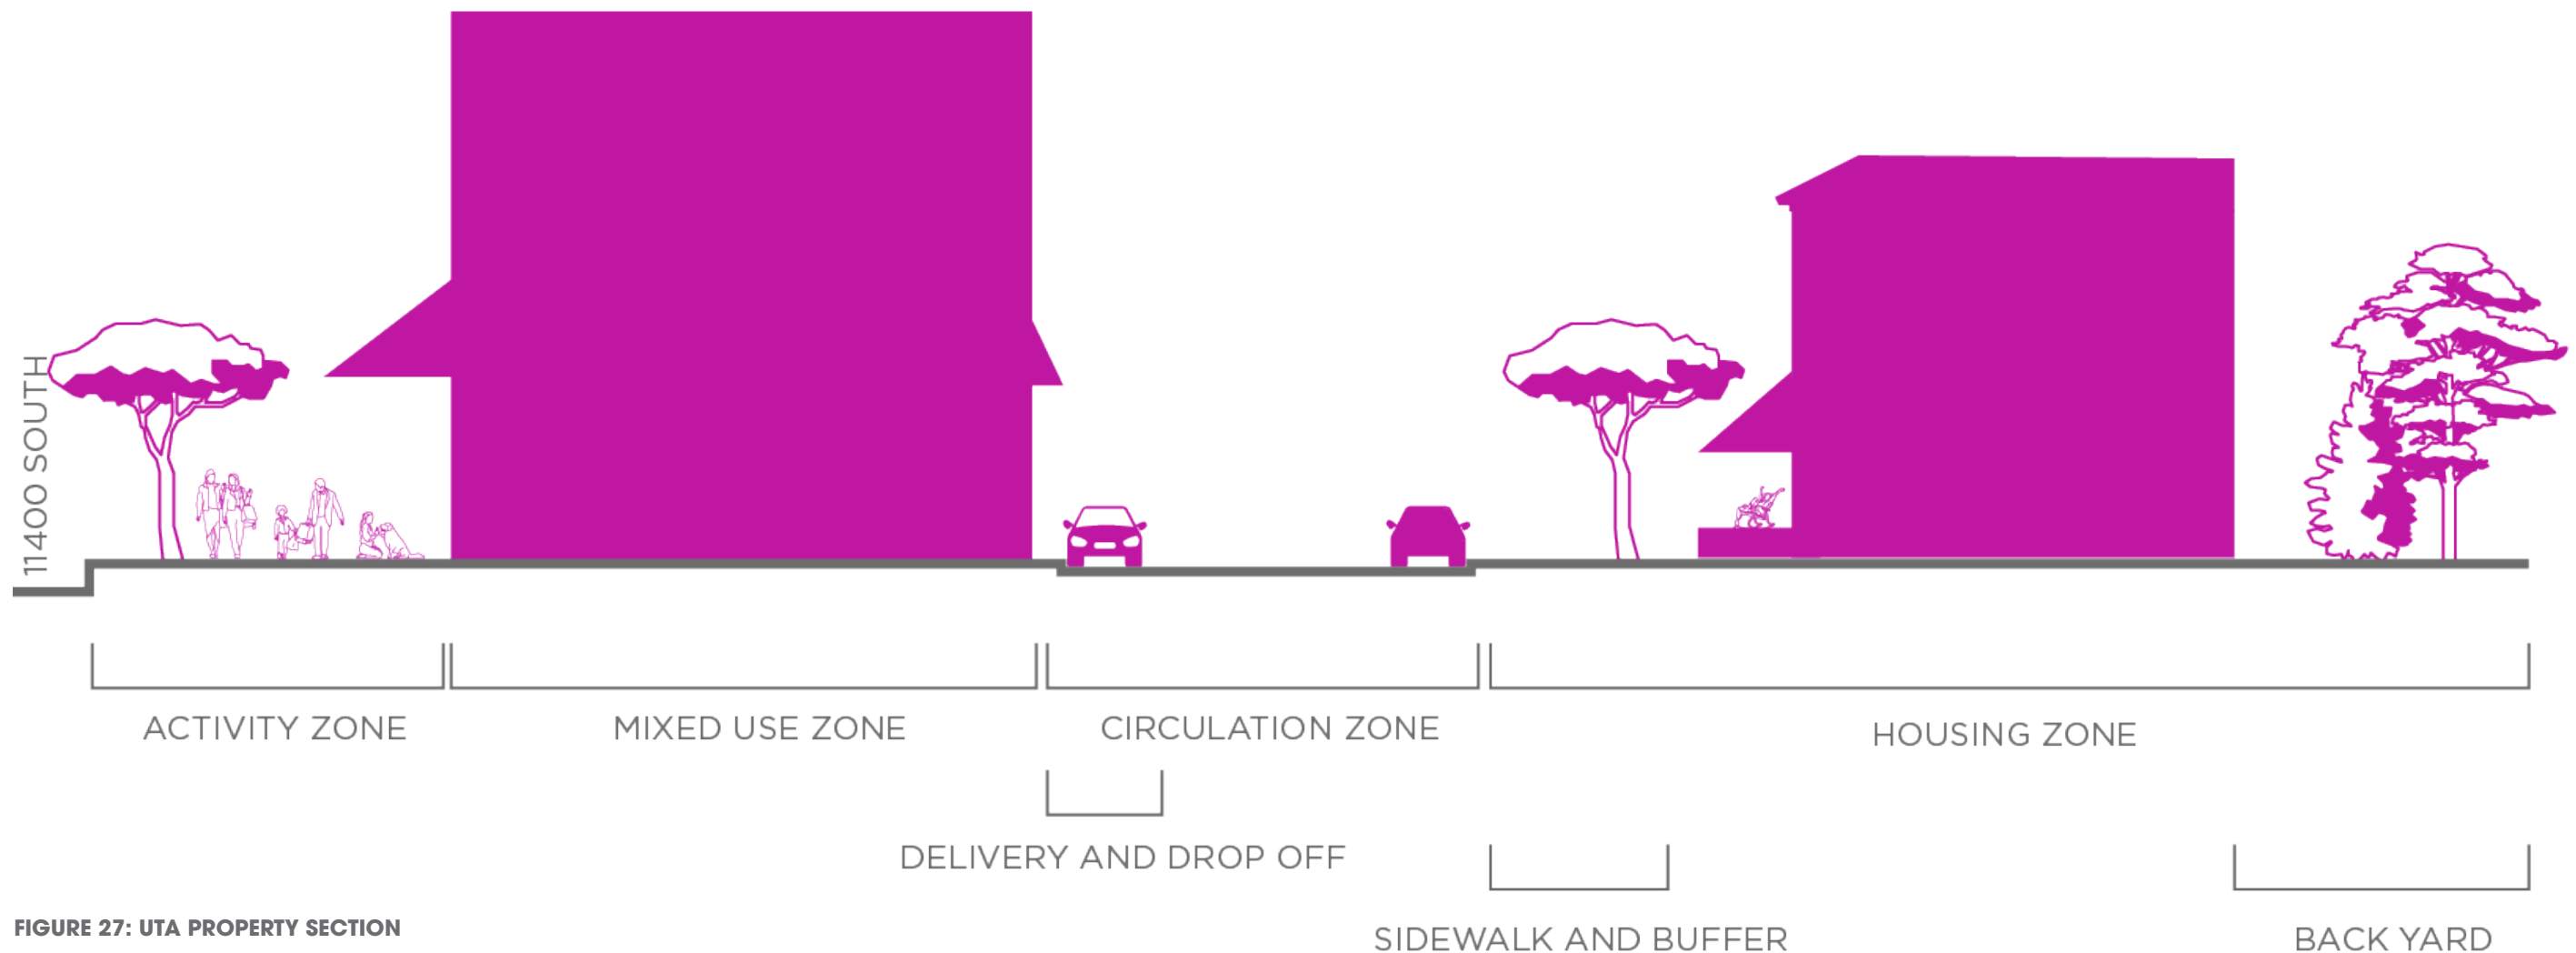 11400 SOUTH
ACTIVITY ZONE
MIXED USE ZONE
CIRCULATION ZONE
HOUSING ZONE
DELIVERY AND DROP OFF
SIDEWALK AND BUFFER
BACK YARD
FIGURE 27: UTA PROPERTY SECTION